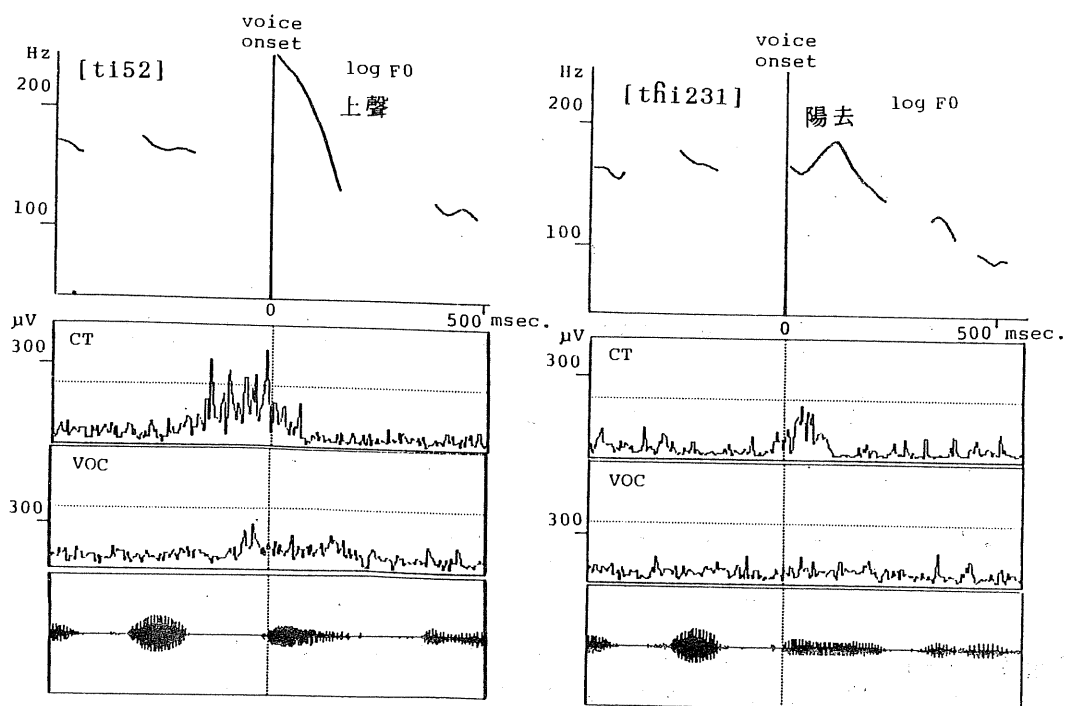 voice
onset
Hz
[ti52]
log F0
200
上聲
100
0
500 msec.
μV
CT
300
VOC
300
voice
onset
Hz
[tɦi231]
log F0
200
陽去
100
0
500 msec.
μV
CT
300
VOC
300